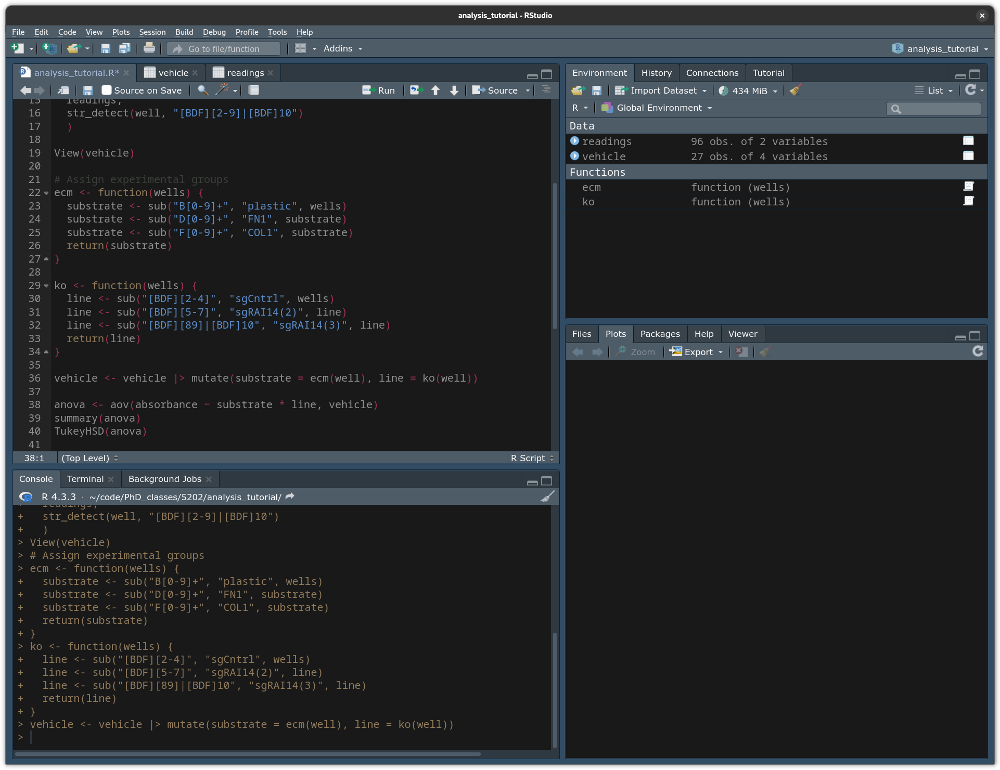 analysis_tutorial - RStudio
File Edit Code View Plots Session Build Debug Profile Tools Help
Go to file/function Addins analysis_tutorial
analysis_tutorial.R* vehicle readings
Source on Save Run Source
15 readings,
16 str_detect(well, "[BDF][2-9]|[BDF]10")
17 )
18
19 View(vehicle)
20
21 # Assign experimental groups
22 ecm <- function(wells) {
23 substrate <- sub("B[0-9]+", "plastic", wells)
24 substrate <- sub("D[0-9]+", "FN1", substrate)
25 substrate <- sub("F[0-9]+", "COL1", substrate)
26 return(substrate)
27 }
28
29 ko <- function(wells) {
30 line <- sub("[BDF][2-4]", "sgCntrl", wells)
31 line <- sub("[BDF][5-7]", "sgRAI14(2)", line)
32 line <- sub("[BDF][89]|[BDF]10", "sgRAI14(3)", line)
33 return(line)
34 }
35
36 vehicle <- vehicle |> mutate(substrate = ecm(well), line = ko(well))
37
38 anova <- aov(absorbance ~ substrate * line, vehicle)
39 summary(anova)
40 TukeyHSD(anova)
41
38:1 (Top Level) R Script
Console Terminal Background Jobs
R 4.3.3 · ~/code/PhD_classes/5202/analysis_tutorial/
+ readings,
+ str_detect(well, "[BDF][2-9]|[BDF]10")
+ )
> View(vehicle)
> # Assign experimental groups
> ecm <- function(wells) {
+ substrate <- sub("B[0-9]+", "plastic", wells)
+ substrate <- sub("D[0-9]+", "FN1", substrate)
+ substrate <- sub("F[0-9]+", "COL1", substrate)
+ return(substrate)
+ }
> ko <- function(wells) {
+ line <- sub("[BDF][2-4]", "sgCntrl", wells)
+ line <- sub("[BDF][5-7]", "sgRAI14(2)", line)
+ line <- sub("[BDF][89]|[BDF]10", "sgRAI14(3)", line)
+ return(line)
+ }
> vehicle <- vehicle |> mutate(substrate = ecm(well), line = ko(well))
>
Environment History Connections Tutorial
Import Dataset 434 MiB List
R Global Environment
Data
readings 96 obs. of 2 variables
vehicle 27 obs. of 4 variables
Functions
ecm function (wells)
ko function (wells)
Files Plots Packages Help Viewer
Zoom Export